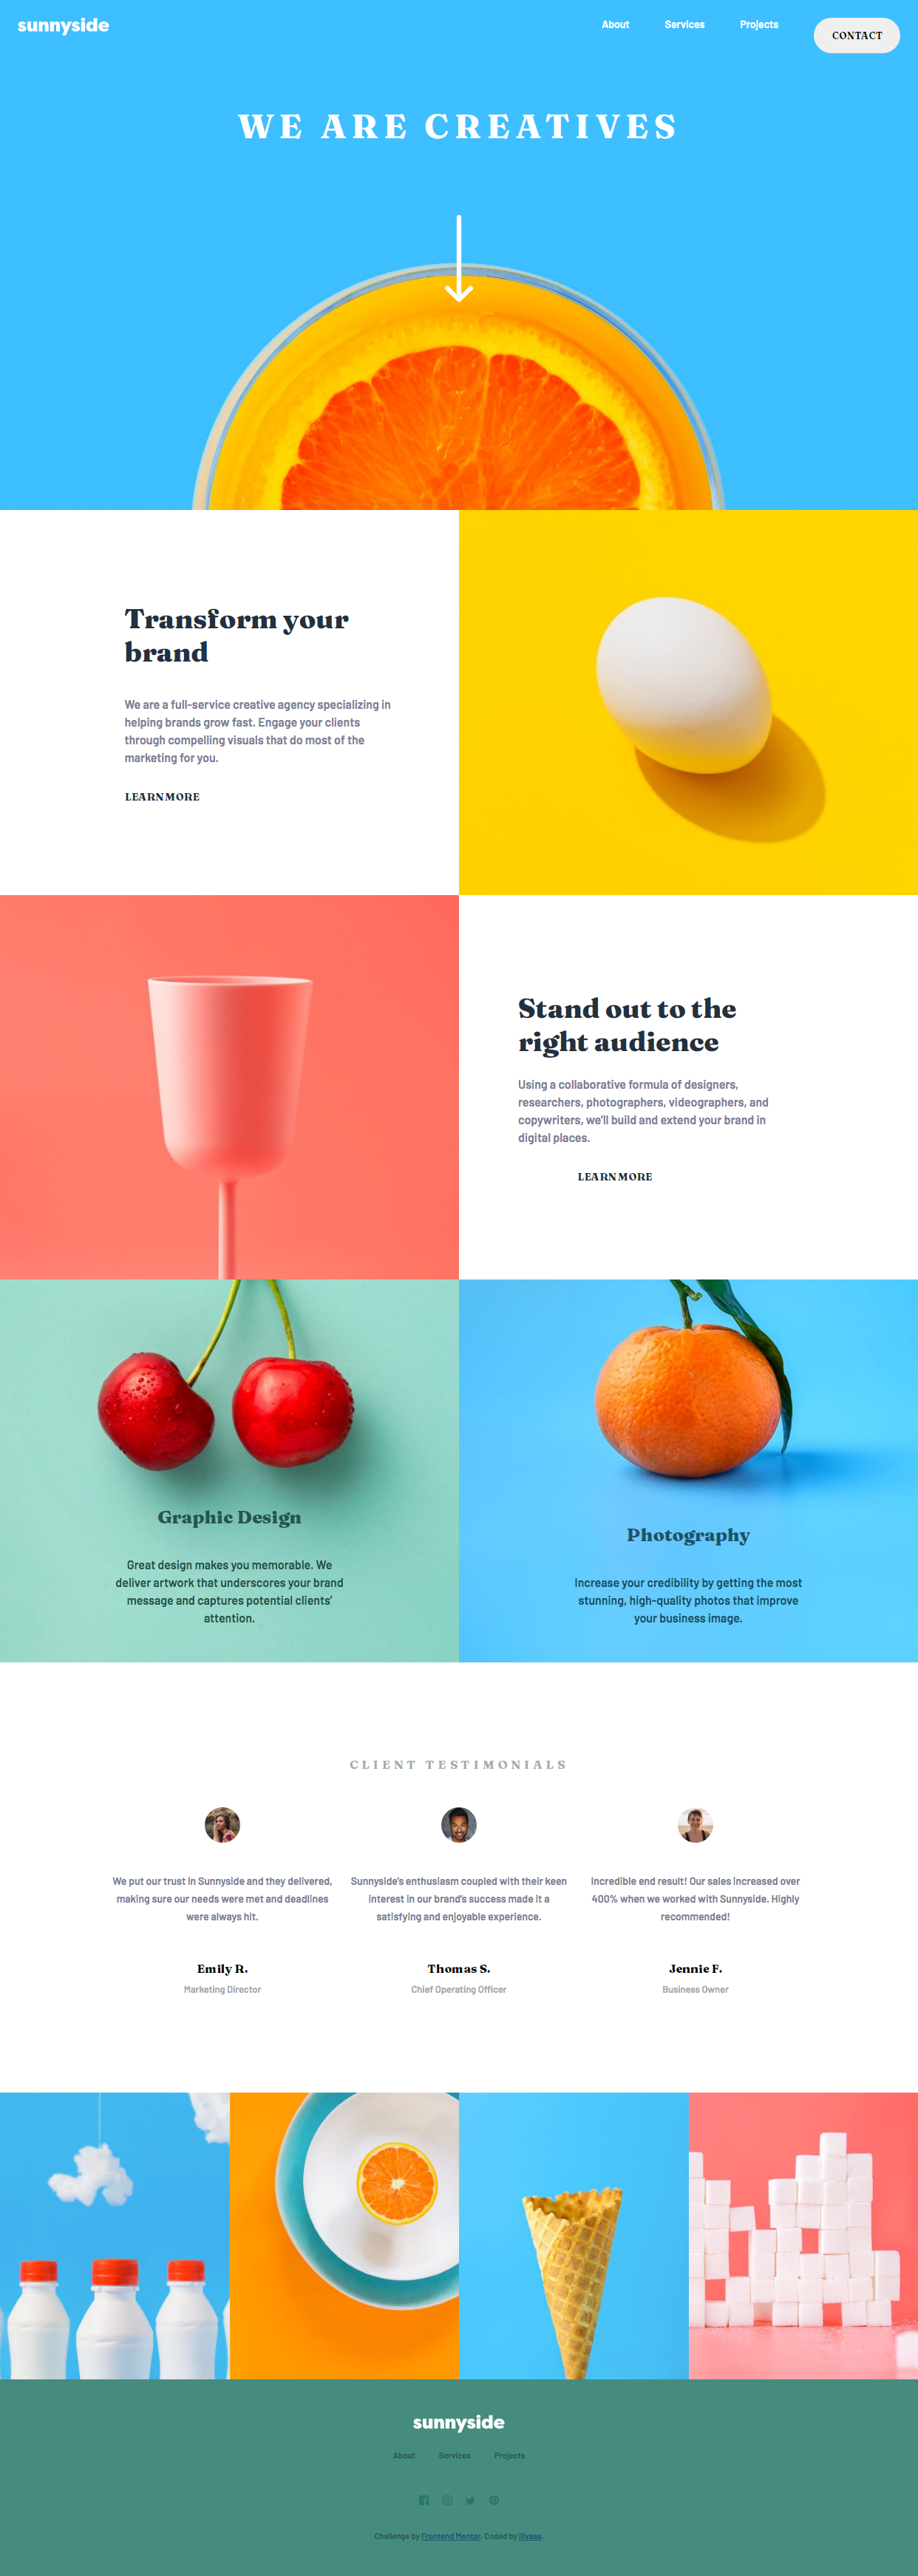 sunnyside
About Services Projects CONTACT
WE ARE CREATIVES
Transform your
brand
We are a full-service creative agency specializing in
helping brands grow fast. Engage your clients
through compelling visuals that do most of the
marketing for you.
LEARN MORE
Stand out to the
right audience
Using a collaborative formula of designers,
researchers, photographers, videographers, and
copywriters, we’ll build and extend your brand in
digital places.
LEARN MORE
Graphic Design
Great design makes you memorable. We
deliver artwork that underscores your brand
message and captures potential clients’
attention.
Photography
Increase your credibility by getting the most
stunning, high-quality photos that improve
your business image.
CLIENT TESTIMONIALS
We put our trust in Sunnyside and they delivered,
making sure our needs were met and deadlines
were always hit.
Emily R.
Marketing Director
Sunnyside’s enthusiasm coupled with their keen
interest in our brand’s success made it a
satisfying and enjoyable experience.
Thomas S.
Chief Operating Officer
Incredible end result! Our sales increased over
400% when we worked with Sunnyside. Highly
recommended!
Jennie F.
Business Owner
sunnyside
About Services Projects
Challenge by Frontend Mentor. Coded by